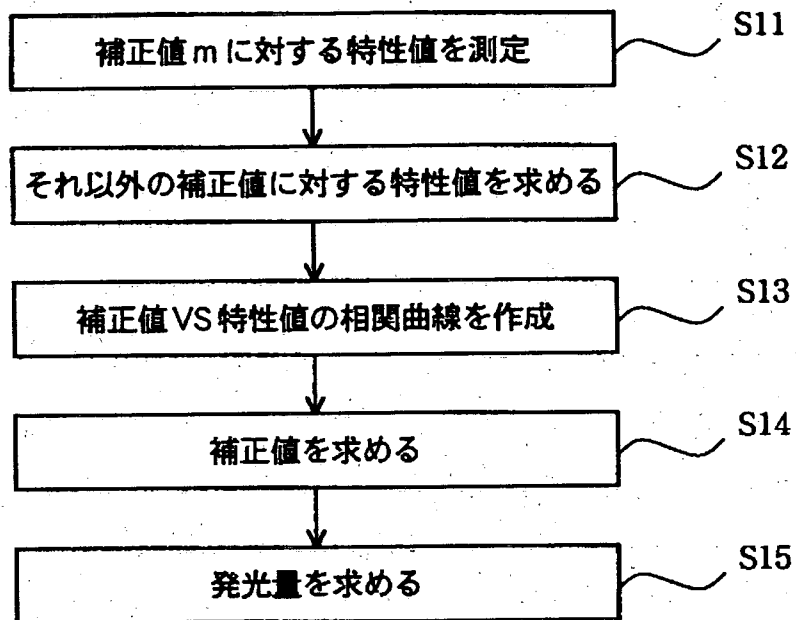 補正値mに対する特性値を測定 S11
それ以外の補正値に対する特性値を求める S12
補正値VS特性値の相関曲線を作成 S13
補正値を求める S14
発光量を求める S15